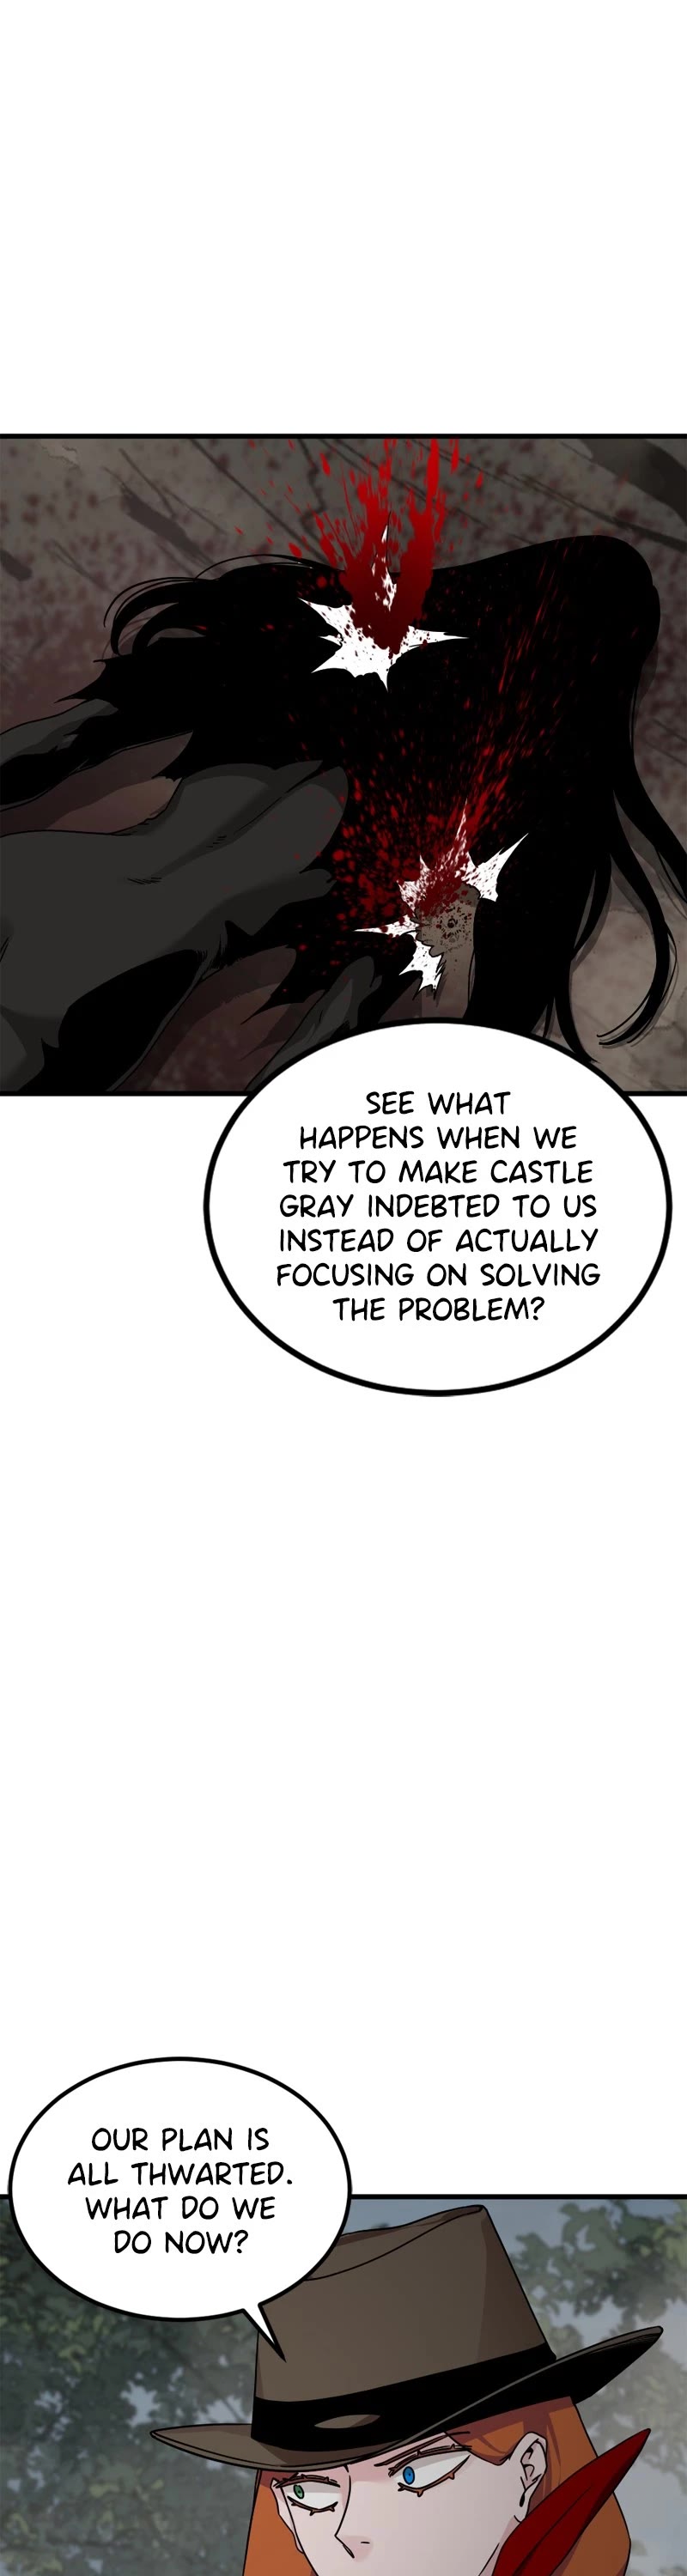 SEE WHAT
HAPPENS WHEN WE
TRY TO MAKE CASTLE
GRAY INDEBTED TO US
INSTEAD OF ACTUALLY
FOCUSING ON SOLVING
THE PROBLEM?
OUR PLAN IS
ALL THWARTED.
WHAT DO WE
DO NOW?